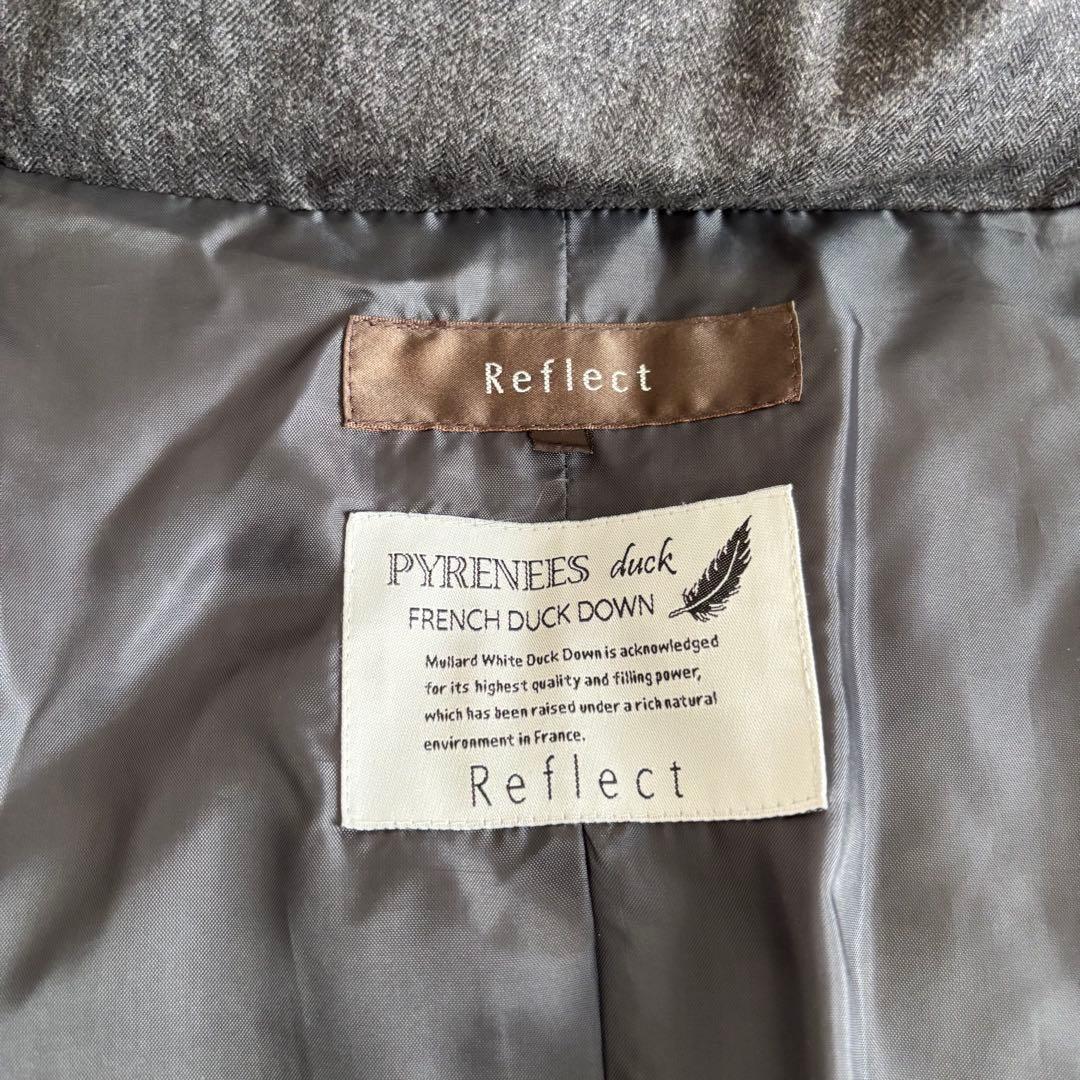 Reflect
PYRENEES duck
FRENCH DUCK DOWN
Mullard White Duck Down is acknowledged
for its highest quality and filling power,
which has been raised under a rich natural
environment in France.
Reflect